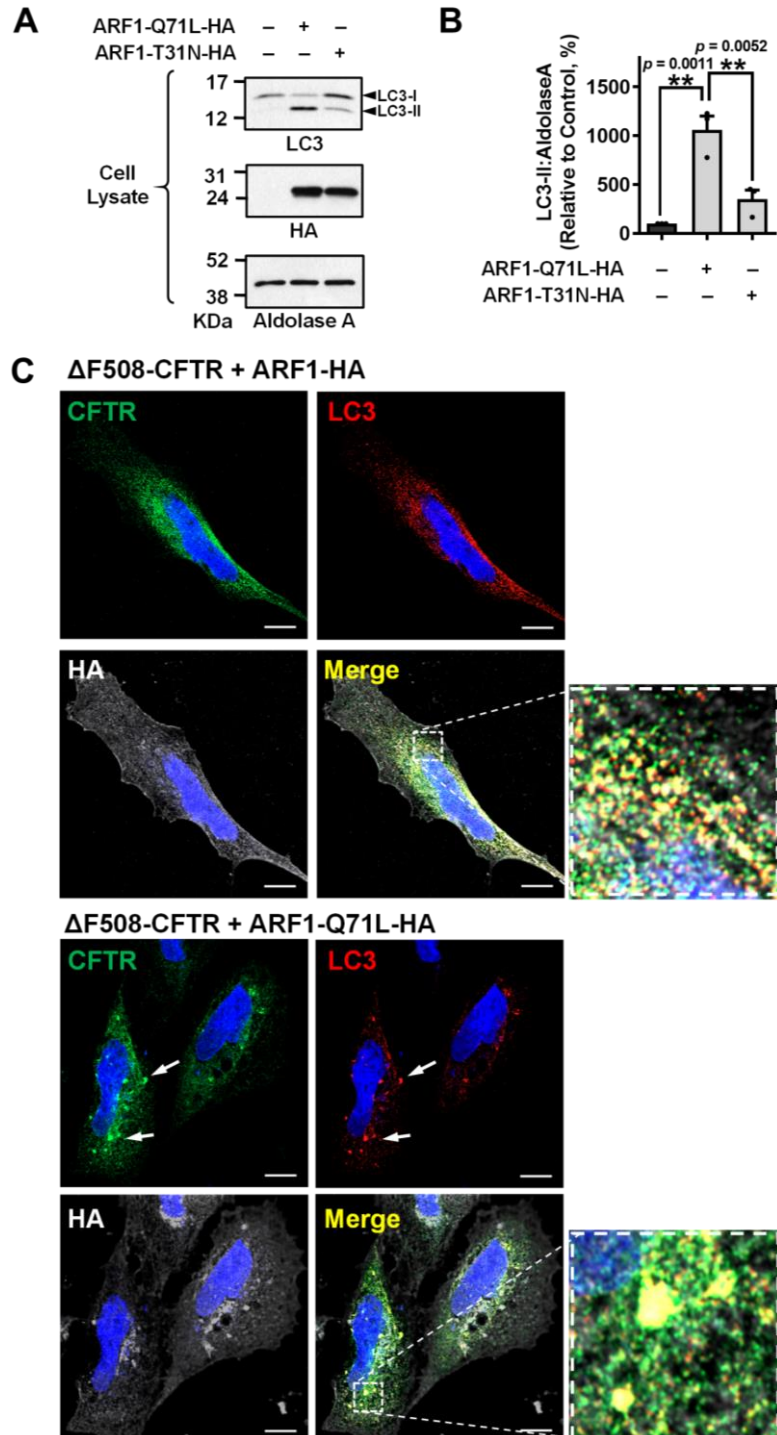 A
ARF1-Q71L-HA – + –
ARF1-T31N-HA – – +
17
12
LC3-I
LC3-II
LC3
Cell
Lysate
31
24
HA
52
38
KDa
Aldolase A
B
p = 0.0011
p = 0.0052
**
**
LC3-II:AldolaseA
(Relative to Control, %)
1500
1000
500
0
ARF1-Q71L-HA – + –
ARF1-T31N-HA – – +
C
ΔF508-CFTR + ARF1-HA
CFTR
LC3
HA
Merge
ΔF508-CFTR + ARF1-Q71L-HA
CFTR
LC3
HA
Merge